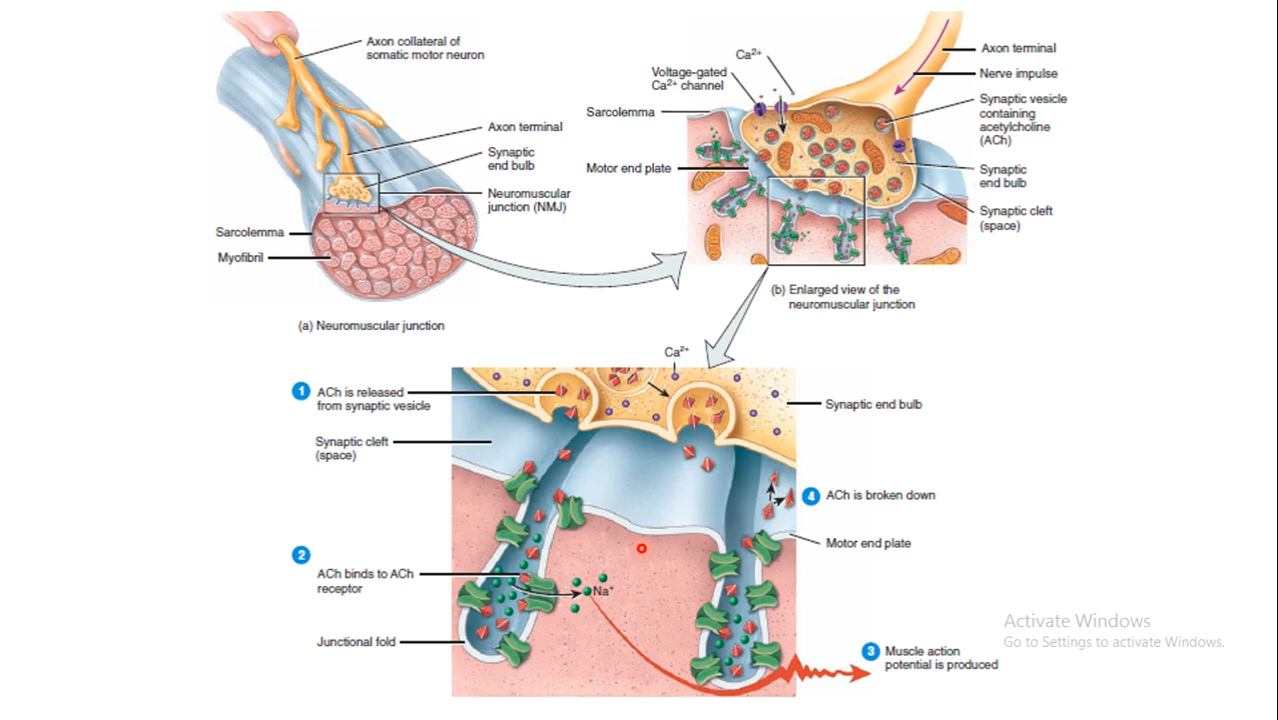 Axon collateral of
somatic motor neuron
Axon terminal
Synaptic
end bulb
Neuromuscular
junction (NMJ)
Sarcolemma
Myofibril
(a) Neuromuscular junction
Ca²⁺
Voltage-gated
Ca²⁺ channel
Sarcolemma
Motor end plate
Axon terminal
Nerve impulse
Synaptic vesicle
containing
acetylcholine
(ACh)
Synaptic
end bulb
Synaptic cleft
(space)
(b) Enlarged view of the
neuromuscular junction
Ca²⁺
1 ACh is released
from synaptic vesicle
Synaptic cleft
(space)
2
ACh binds to ACh
receptor
Junctional fold
Na⁺
Synaptic end bulb
4 ACh is broken down
Motor end plate
3 Muscle action
potential is produced
Activate Windows
Go to Settings to activate Windows.